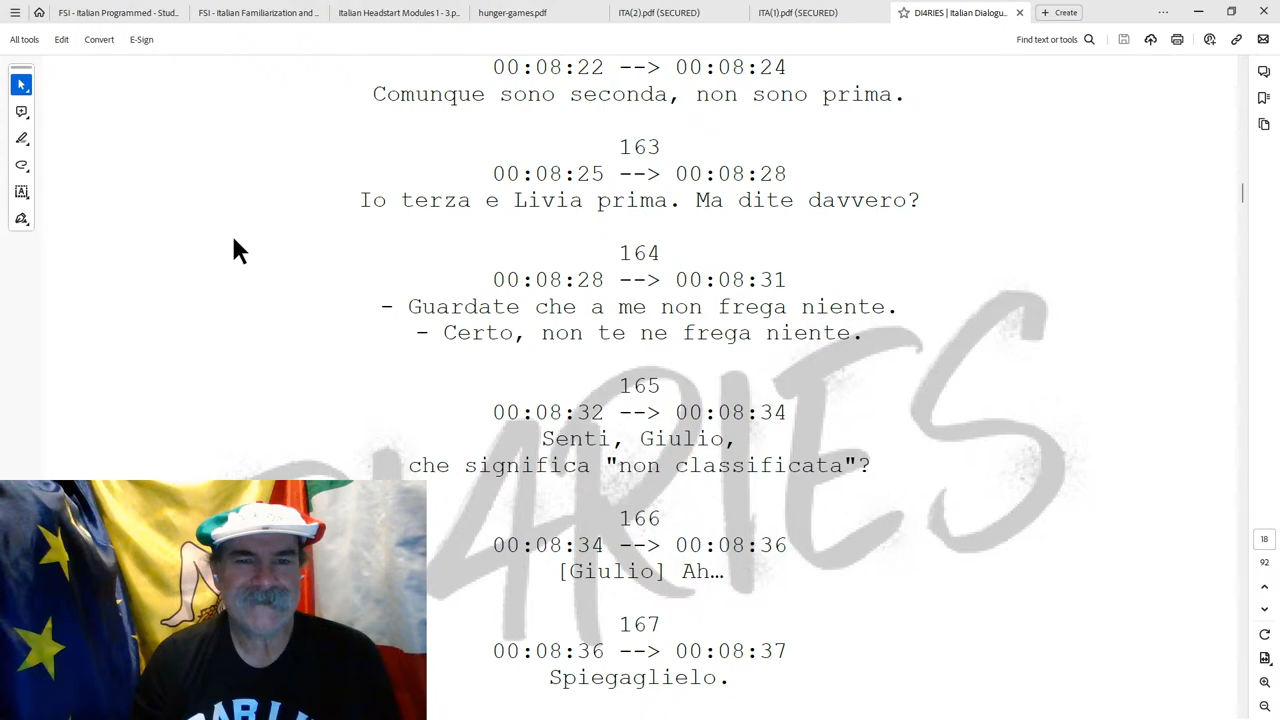 FSI - Italian Programmed - Stud...
FSI - Italian Familiarization and ...
Italian Headstart Modules 1 - 3.p...
hunger-games.pdf
ITA(2).pdf (SECURED)
ITA(1).pdf (SECURED)
DI4RIES | Italian Dialogu...
Create
All tools
Edit
Convert
E-Sign
Find text or tools
00:08:22 --> 00:08:24
Comunque sono seconda, non sono prima.
163
00:08:25 --> 00:08:28
Io terza e Livia prima. Ma dite davvero?
164
00:08:28 --> 00:08:31
- Guardate che a me non frega niente.
- Certo, non te ne frega niente.
165
00:08:32 --> 00:08:34
Senti, Giulio,
che significa "non classificata"?
166
00:08:34 --> 00:08:36
[Giulio] Ah…
167
00:08:36 --> 00:08:37
Spiegaglielo.
DI4RIES
18
92